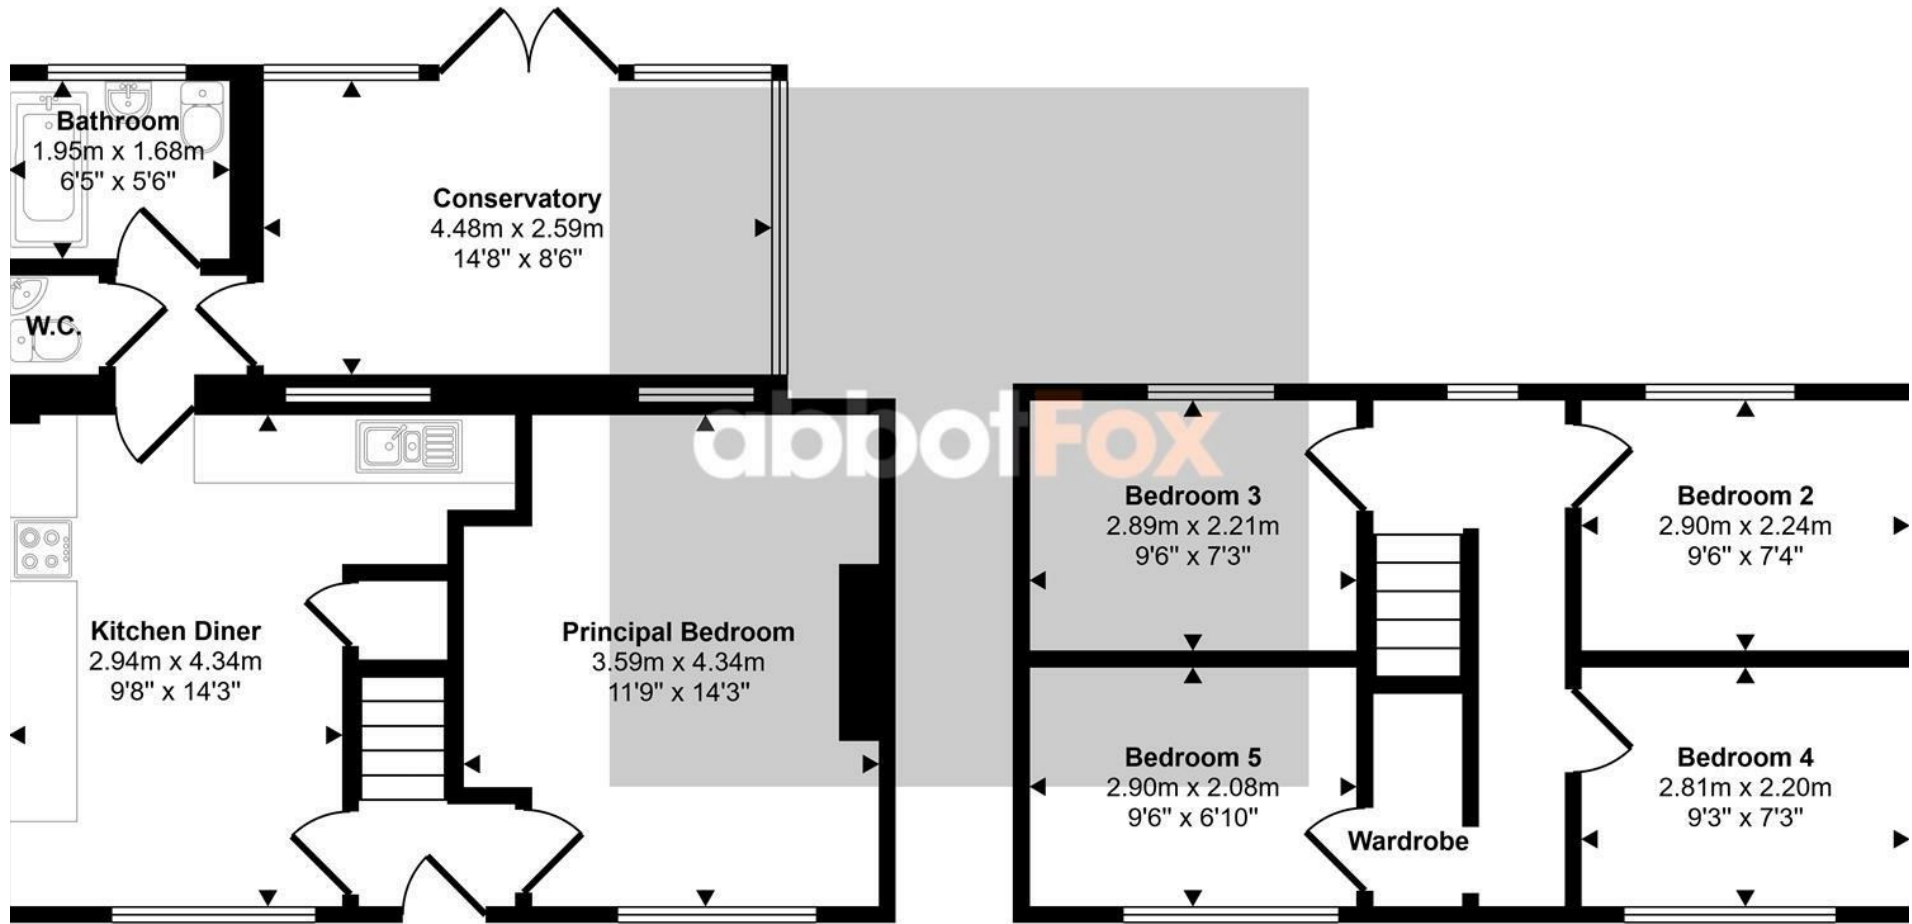 Bathroom
1.95m x 1.68m
6'5" x 5'6"
Conservatory
4.48m x 2.59m
14'8" x 8'6"
W.C.
abbotFox
Kitchen Diner
2.94m x 4.34m
9'8" x 14'3"
Principal Bedroom
3.59m x 4.34m
11'9" x 14'3"
Bedroom 3
2.89m x 2.21m
9'6" x 7'3"
Bedroom 2
2.90m x 2.24m
9'6" x 7'4"
Bedroom 5
2.90m x 2.08m
9'6" x 6'10"
Wardrobe
Bedroom 4
2.81m x 2.20m
9'3" x 7'3"